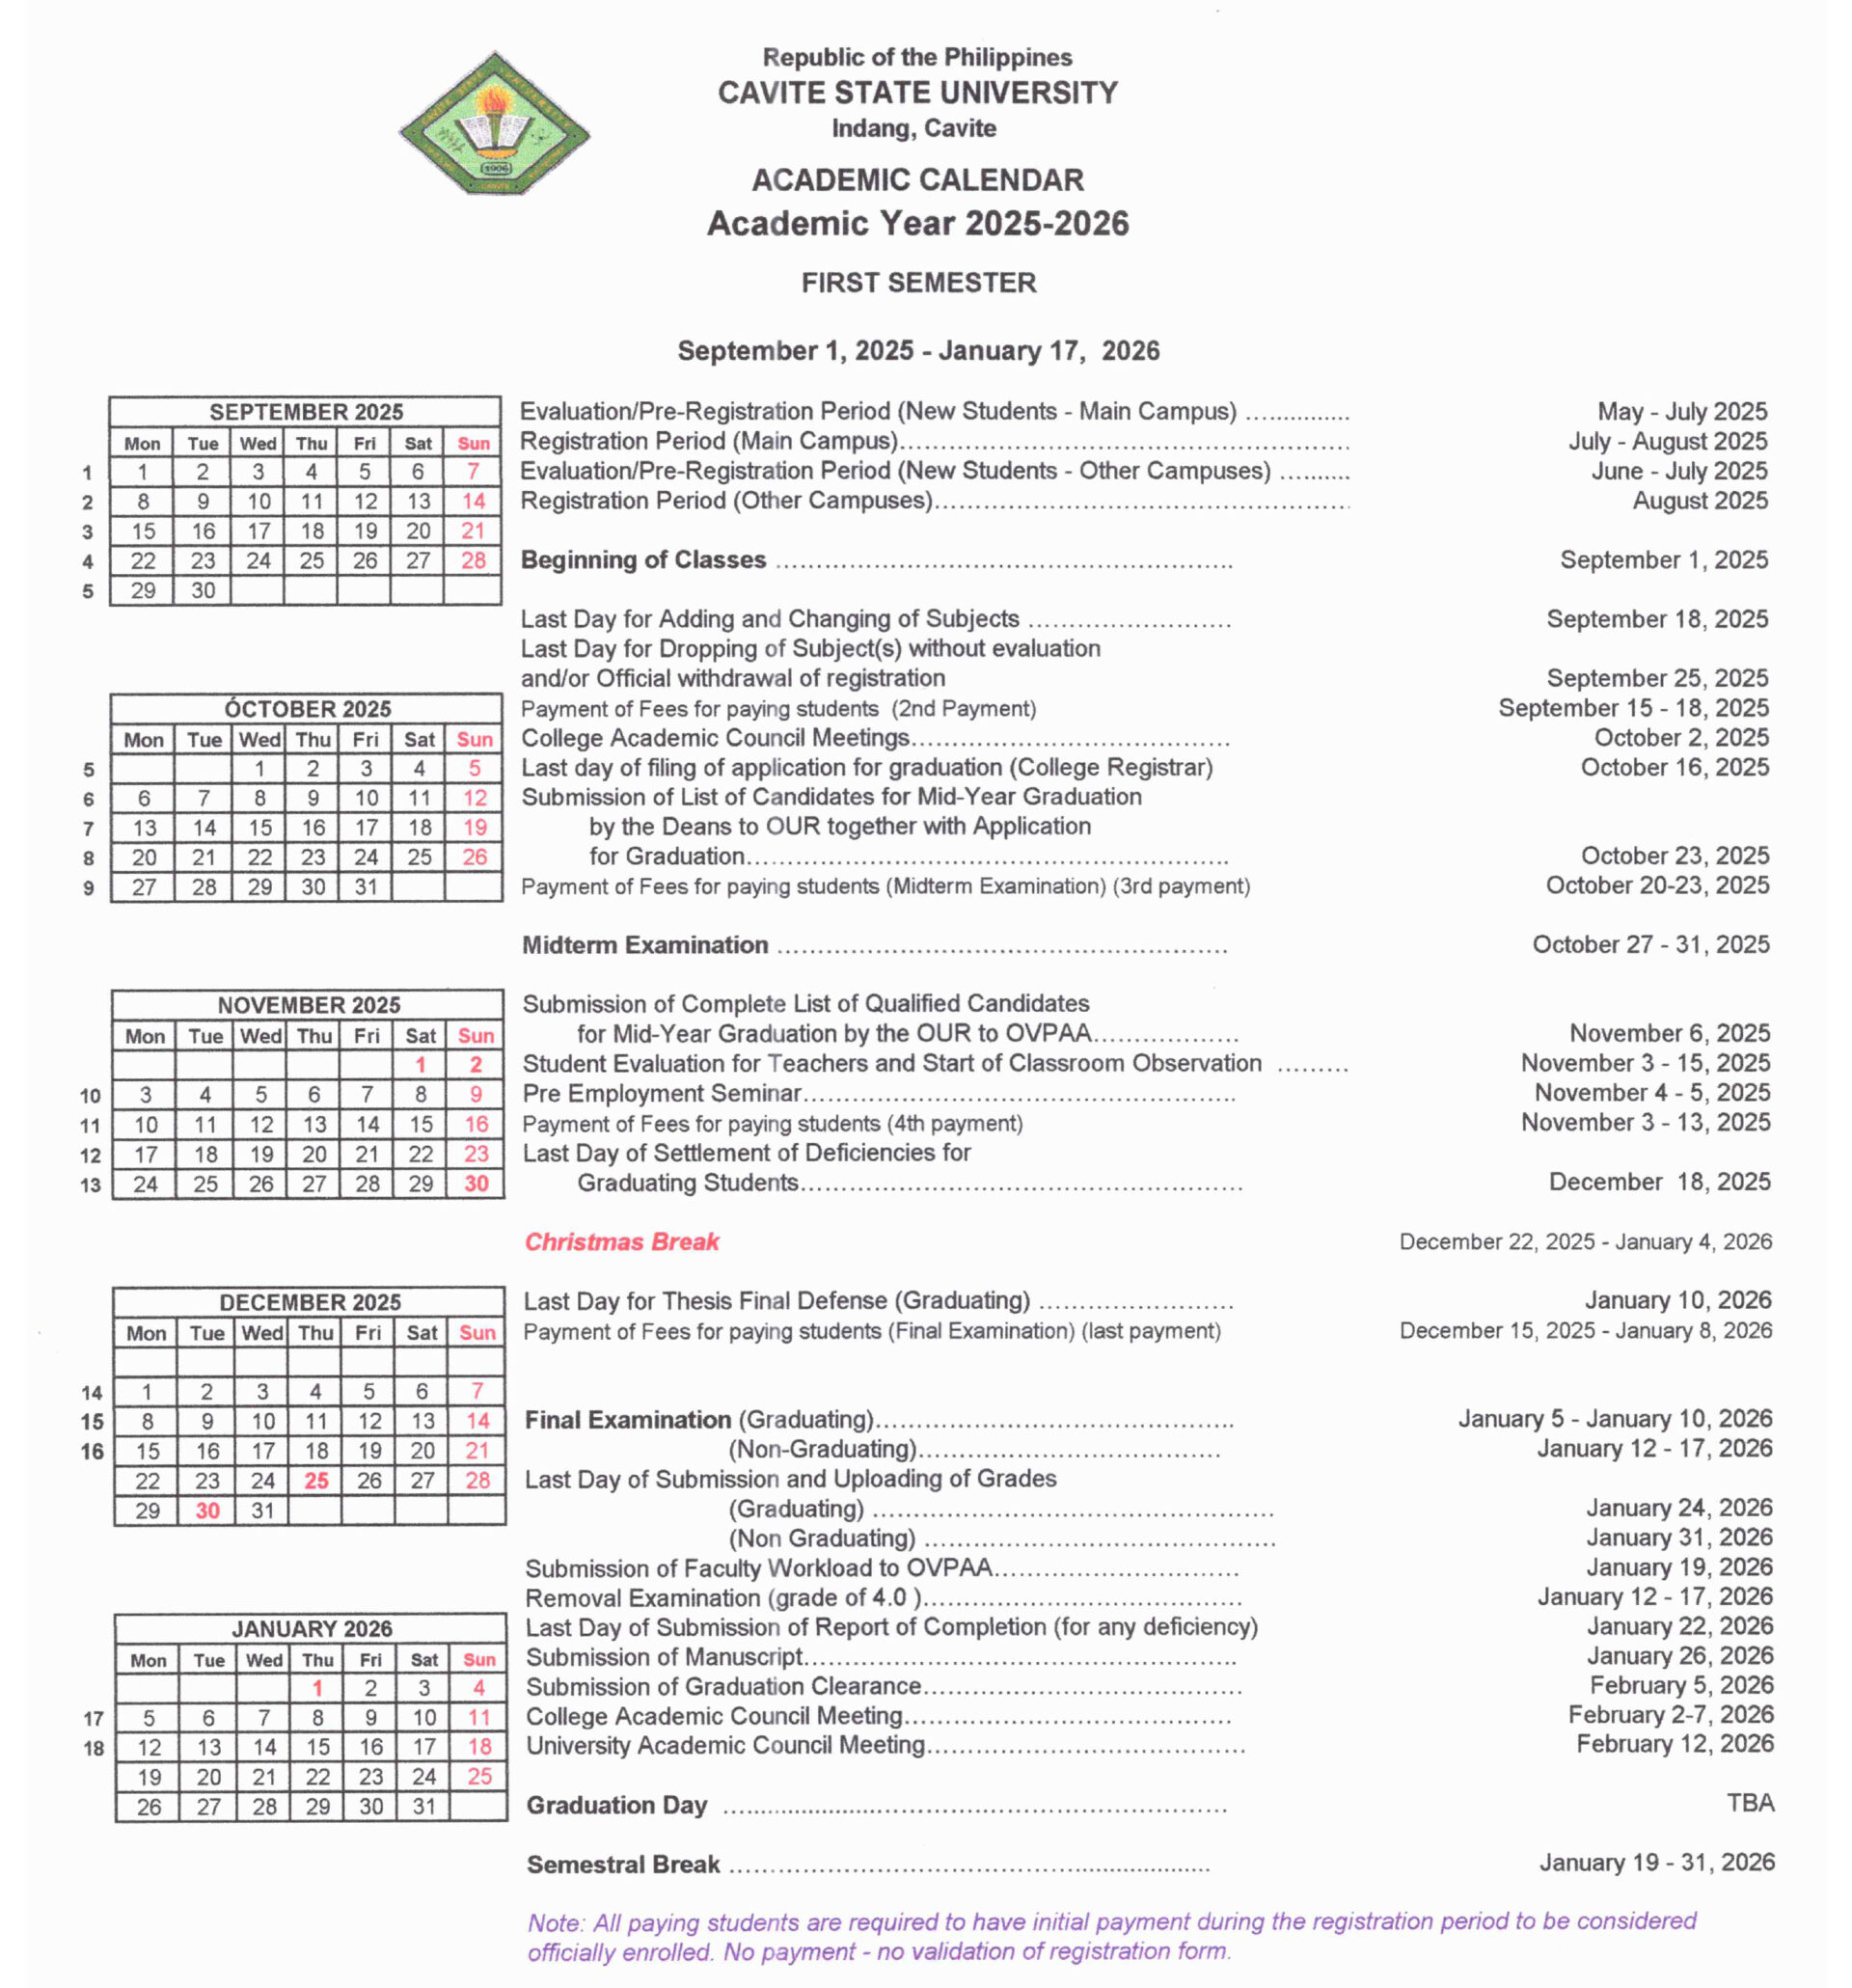 Republic of the Philippines
CAVITE STATE UNIVERSITY
Indang, Cavite
ACADEMIC CALENDAR
Academic Year 2025-2026
FIRST SEMESTER
September 1, 2025 - January 17, 2026
1906
SEPTEMBER 2025
Mon Tue Wed Thu Fri Sat Sun
1 1 2 3 4 5 6 7
2 8 9 10 11 12 13 14
3 15 16 17 18 19 20 21
4 22 23 24 25 26 27 28
5 29 30
Evaluation/Pre-Registration Period (New Students - Main Campus) .............. May - July 2025
Registration Period (Main Campus)........................................................ July - August 2025
Evaluation/Pre-Registration Period (New Students - Other Campuses) ......... June - July 2025
Registration Period (Other Campuses).................................................... August 2025
Beginning of Classes ........................................................ September 1, 2025
Last Day for Adding and Changing of Subjects ......................... September 18, 2025
Last Day for Dropping of Subject(s) without evaluation
and/or Official withdrawal of registration September 25, 2025
OCTOBER 2025
Mon Tue Wed Thu Fri Sat Sun
5 1 2 3 4 5
6 6 7 8 9 10 11 12
7 13 14 15 16 17 18 19
8 20 21 22 23 24 25 26
9 27 28 29 30 31
Payment of Fees for paying students (2nd Payment) September 15 - 18, 2025
College Academic Council Meetings....................................... October 2, 2025
Last day of filing of application for graduation (College Registrar) October 16, 2025
Submission of List of Candidates for Mid-Year Graduation
by the Deans to OUR together with Application
for Graduation........................................................... October 23, 2025
Payment of Fees for paying students (Midterm Examination) (3rd payment) October 20-23, 2025
Midterm Examination ....................................................... October 27 - 31, 2025
NOVEMBER 2025
Mon Tue Wed Thu Fri Sat Sun
1 2
10 3 4 5 6 7 8 9
11 10 11 12 13 14 15 16
12 17 18 19 20 21 22 23
13 24 25 26 27 28 29 30
Submission of Complete List of Qualified Candidates
for Mid-Year Graduation by the OUR to OVPAA.................. November 6, 2025
Student Evaluation for Teachers and Start of Classroom Observation ......... November 3 - 15, 2025
Pre Employment Seminar..................................................... November 4 - 5, 2025
Payment of Fees for paying students (4th payment) November 3 - 13, 2025
Last Day of Settlement of Deficiencies for
Graduating Students...................................................... December 18, 2025
Christmas Break December 22, 2025 - January 4, 2026
DECEMBER 2025
Mon Tue Wed Thu Fri Sat Sun
14 1 2 3 4 5 6 7
15 8 9 10 11 12 13 14
16 15 16 17 18 19 20 21
22 23 24 25 26 27 28
29 30 31
Last Day for Thesis Final Defense (Graduating) ........................ January 10, 2026
Payment of Fees for paying students (Final Examination) (last payment) December 15, 2025 - January 8, 2026
Final Examination (Graduating)............................................ January 5 - January 10, 2026
(Non-Graduating)..................................... January 12 - 17, 2026
Last Day of Submission and Uploading of Grades
(Graduating) ................................................. January 24, 2026
(Non Graduating) ........................................... January 31, 2026
Submission of Faculty Workload to OVPAA.............................. January 19, 2026
Removal Examination (grade of 4.0 )....................................... January 12 - 17, 2026
JANUARY 2026
Mon Tue Wed Thu Fri Sat Sun
1 2 3 4
17 5 6 7 8 9 10 11
18 12 13 14 15 16 17 18
19 20 21 22 23 24 25
26 27 28 29 30 31
Last Day of Submission of Report of Completion (for any deficiency) January 22, 2026
Submission of Manuscript..................................................... January 26, 2026
Submission of Graduation Clearance....................................... February 5, 2026
College Academic Council Meeting........................................ February 2-7, 2026
University Academic Council Meeting....................................... February 12, 2026
Graduation Day .............................................................. TBA
Semestral Break ........................................................... January 19 - 31, 2026
Note: All paying students are required to have initial payment during the registration period to be considered
officially enrolled. No payment - no validation of registration form.